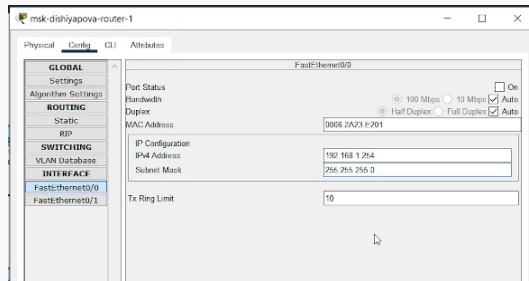 msk-dishiyapova-router-1
Physical Config CLI Attributes
GLOBAL
Settings
Algorithm Settings
ROUTING
Static
RIP
SWITCHING
VLAN Database
INTERFACE
FastEthernet0/0
FastEthernet0/1
FastEthernet0/0
Port Status On
Bandwidth 100 Mbps 10 Mbps Auto
Duplex Half Duplex Full Duplex Auto
MAC Address 0006.2A23.E201
IP Configuration
IPv4 Address 192.168.1.254
Subnet Mask 255.255.255.0
Tx Ring Limit 10